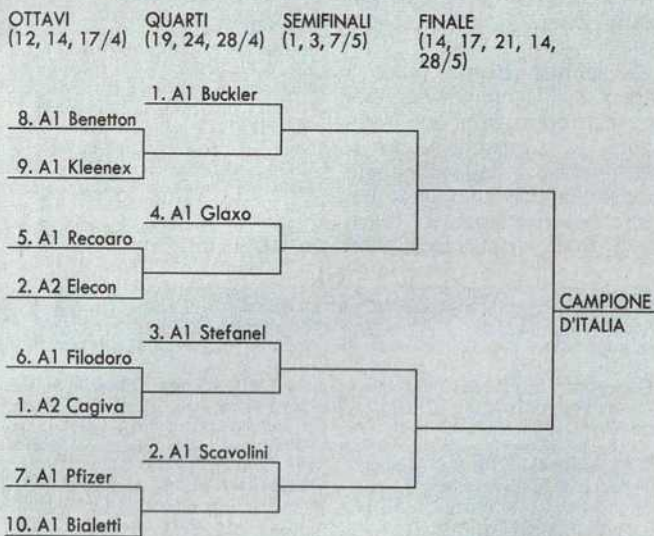 OTTAVI
(12, 14, 17/4)
QUARTI
(19, 24, 28/4)
SEMIFINALI
(1, 3, 7/5)
FINALE
(14, 17, 21, 14,
28/5)
1. A1 Buckler
8. A1 Benetton
9. A1 Kleenex
4. A1 Glaxo
5. A1 Recoaro
2. A2 Elecon
CAMPIONE
D'ITALIA
3. A1 Stefanel
6. A1 Filodoro
1. A2 Cagiva
2. A1 Scavolini
7. A1 Pfizer
10. A1 Bialetti